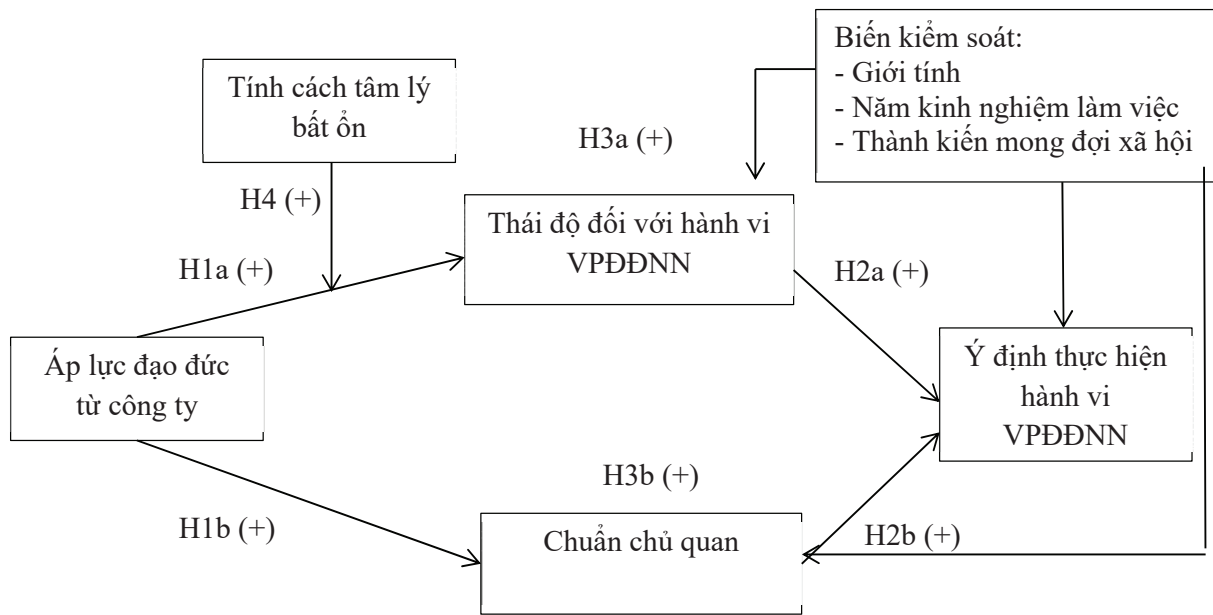 Biến kiểm soát:
- Giới tính
- Năm kinh nghiệm làm việc
- Thành kiến mong đợi xã hội
Tính cách tâm lý
bất ổn
H3a (+)
H4 (+)
Thái độ đối với hành vi
VPĐĐNN
H1a (+)
H2a (+)
Áp lực đạo đức
từ công ty
Ý định thực hiện
hành vi
VPĐĐNN
H3b (+)
H1b (+)
Chuẩn chủ quan
H2b (+)